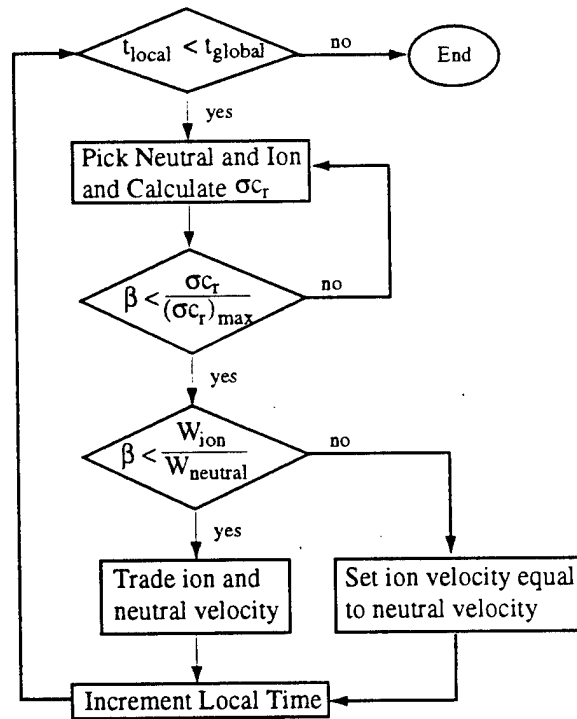 t_local < t_global
no
End
yes
Pick Neutral and Ion
and Calculate σc_r
β < σc_r / (σc_r)_max
no
yes
β < W_ion / W_neutral
no
yes
Trade ion and
neutral velocity
Set ion velocity equal
to neutral velocity
Increment Local Time